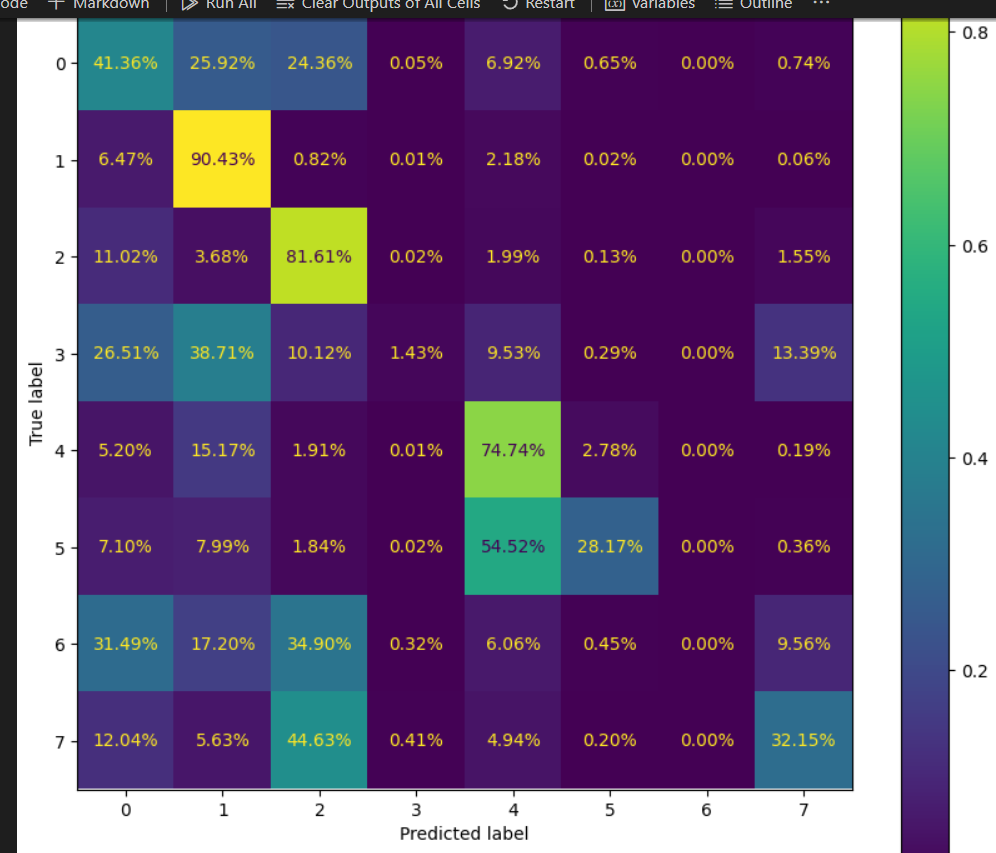 ode + Markdown Run All Clear Outputs of All Cells Restart Variables Outline ...
0.8
0 41.36% 25.92% 24.36% 0.05% 6.92% 0.65% 0.00% 0.74%
1 6.47% 90.43% 0.82% 0.01% 2.18% 0.02% 0.00% 0.06%
0.6
2 11.02% 3.68% 81.61% 0.02% 1.99% 0.13% 0.00% 1.55%
3 26.51% 38.71% 10.12% 1.43% 9.53% 0.29% 0.00% 13.39%
True label
4 5.20% 15.17% 1.91% 0.01% 74.74% 2.78% 0.00% 0.19%
0.4
5 7.10% 7.99% 1.84% 0.02% 54.52% 28.17% 0.00% 0.36%
6 31.49% 17.20% 34.90% 0.32% 6.06% 0.45% 0.00% 9.56%
0.2
7 12.04% 5.63% 44.63% 0.41% 4.94% 0.20% 0.00% 32.15%
0 1 2 3 4 5 6 7
Predicted label